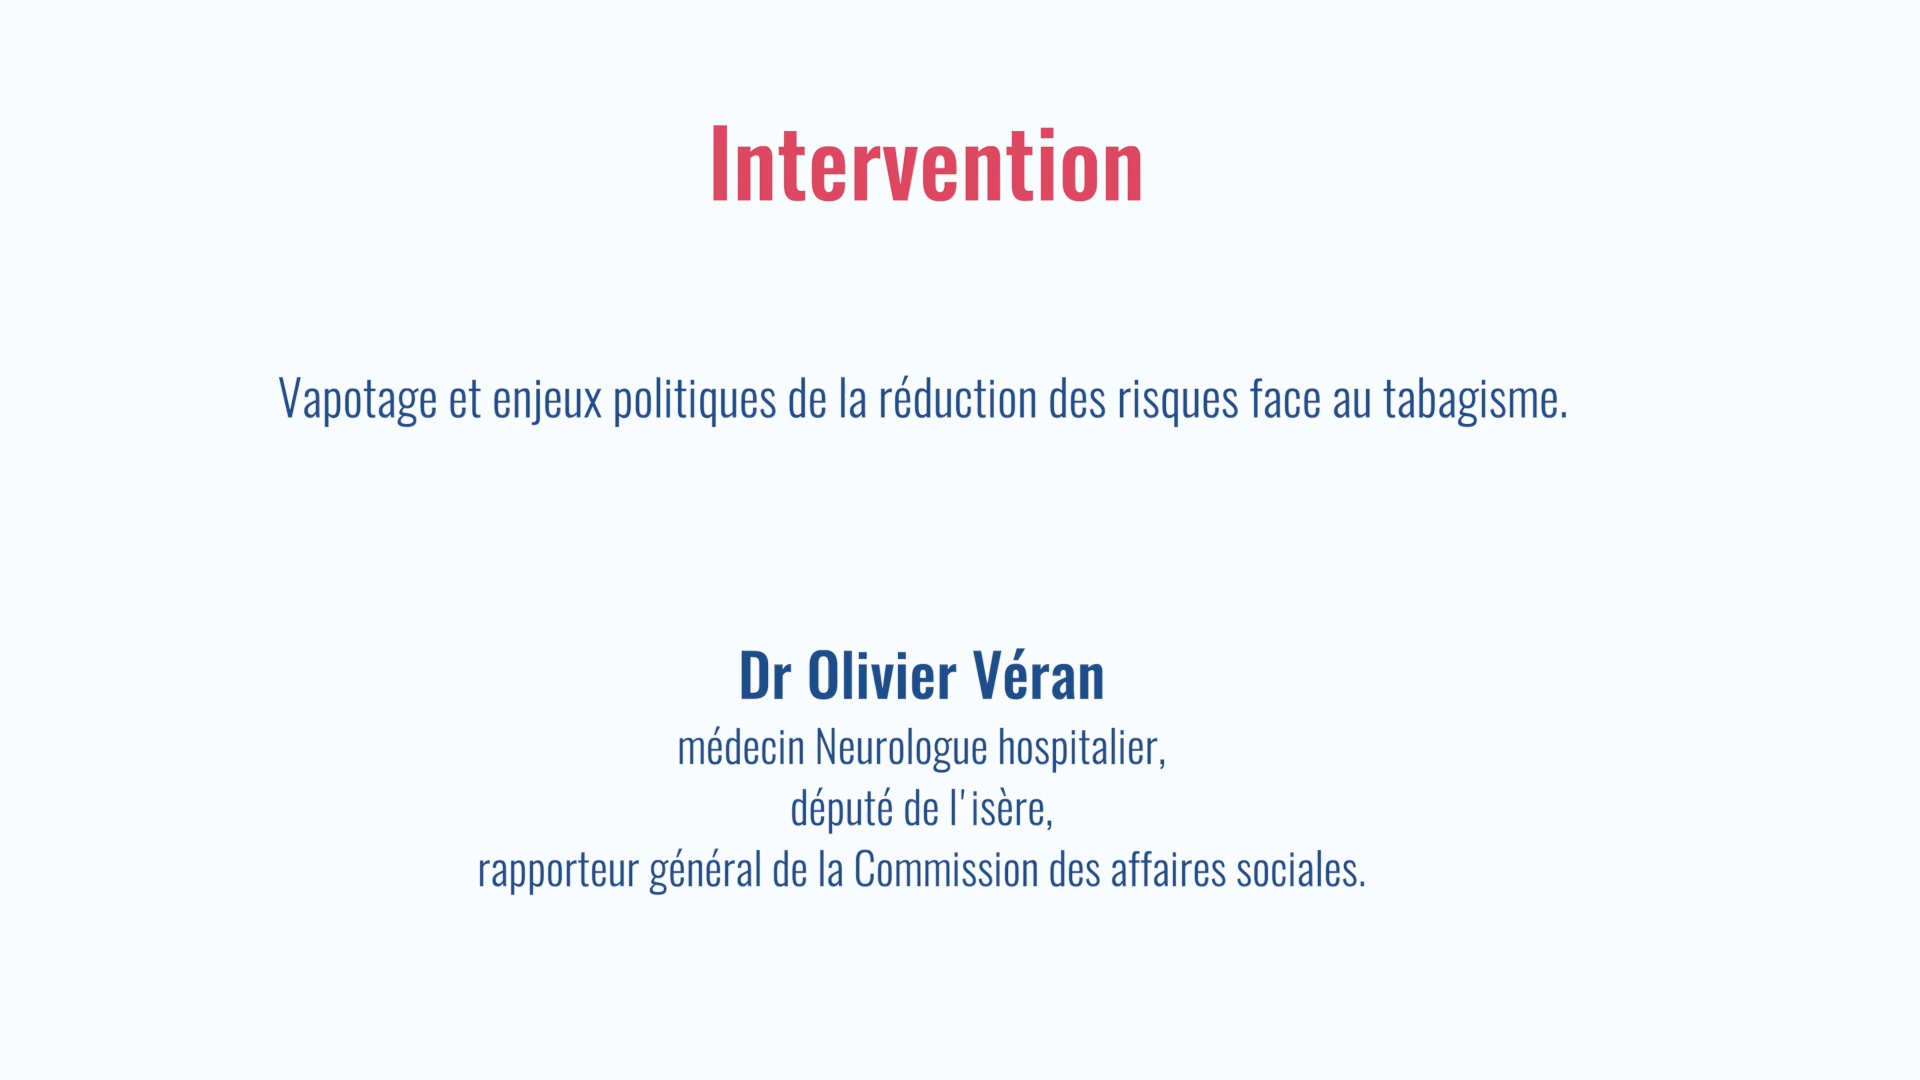 Intervention
Vapotage et enjeux politiques de la réduction des risques face au tabagisme.
Dr Olivier Véran
médecin Neurologue hospitalier,
député de l'isère,
rapporteur général de la Commission des affaires sociales.